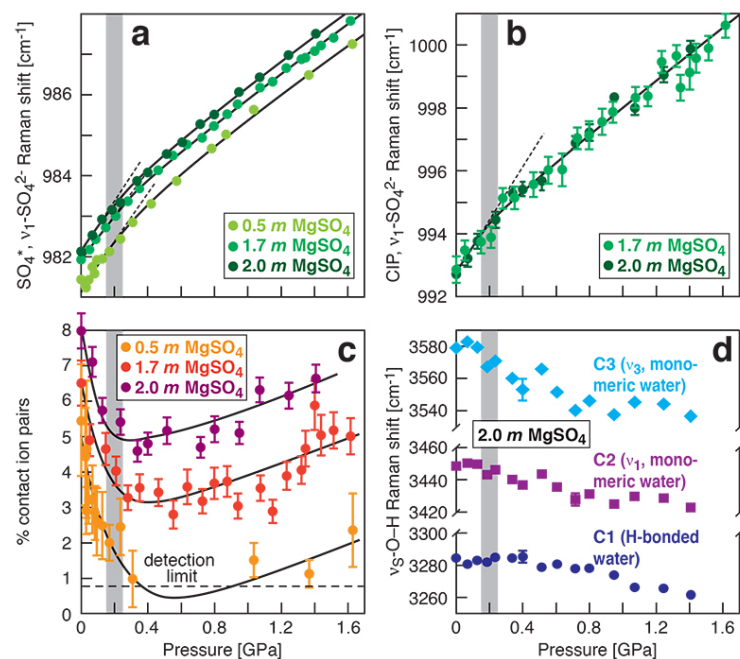 a
SO₄*, ν₁-SO₄²⁻ Raman shift [cm⁻¹]
986
984
982
0.5 m MgSO₄
1.7 m MgSO₄
2.0 m MgSO₄
b
CIP, ν₁-SO₄²⁻ Raman shift [cm⁻¹]
1000
998
996
994
992
1.7 m MgSO₄
2.0 m MgSO₄
c
% contact ion pairs
8
7
6
5
4
3
2
1
0
0.5 m MgSO₄
1.7 m MgSO₄
2.0 m MgSO₄
detection
limit
0
0.4
0.8
1.2
1.6
Pressure [GPa]
d
νS-O–H Raman shift [cm⁻¹]
3580
3560
3540
3460
3440
3420
3300
3280
3260
C3 (ν₃, mono-
meric water)
2.0 m MgSO₄
C2 (ν₁, mono-
meric water)
C1 (H-bonded
water)
0
0.4
0.8
1.2
1.6
Pressure [GPa]